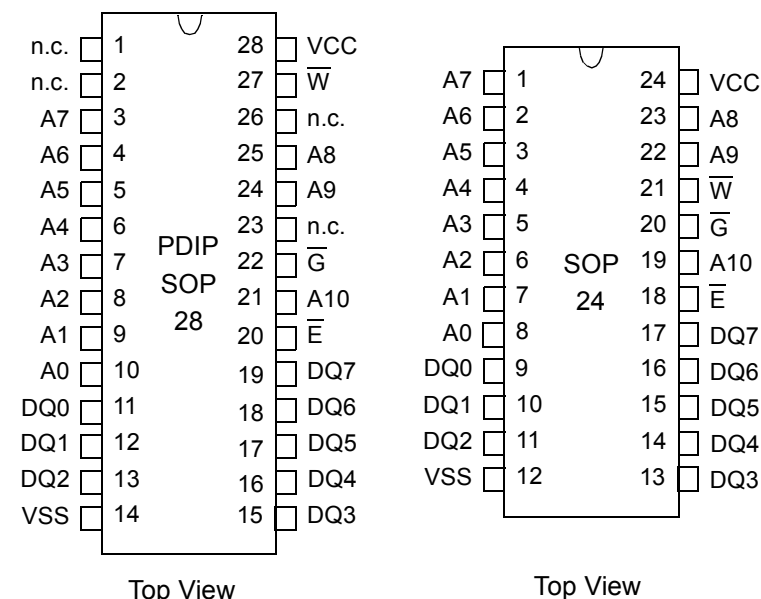 n.c. 1 28 VCC
n.c. 2 27 W̅
A7 3 26 n.c.
A6 4 25 A8
A5 5 24 A9
A4 6 23 n.c.
A3 7 22 G̅
A2 8 21 A10
A1 9 20 E̅
A0 10 19 DQ7
DQ0 11 18 DQ6
DQ1 12 17 DQ5
DQ2 13 16 DQ4
VSS 14 15 DQ3
PDIP
SOP
28
Top View
A7 1 24 VCC
A6 2 23 A8
A5 3 22 A9
A4 4 21 W̅
A3 5 20 G̅
A2 6 19 A10
A1 7 18 E̅
A0 8 17 DQ7
DQ0 9 16 DQ6
DQ1 10 15 DQ5
DQ2 11 14 DQ4
VSS 12 13 DQ3
SOP
24
Top View